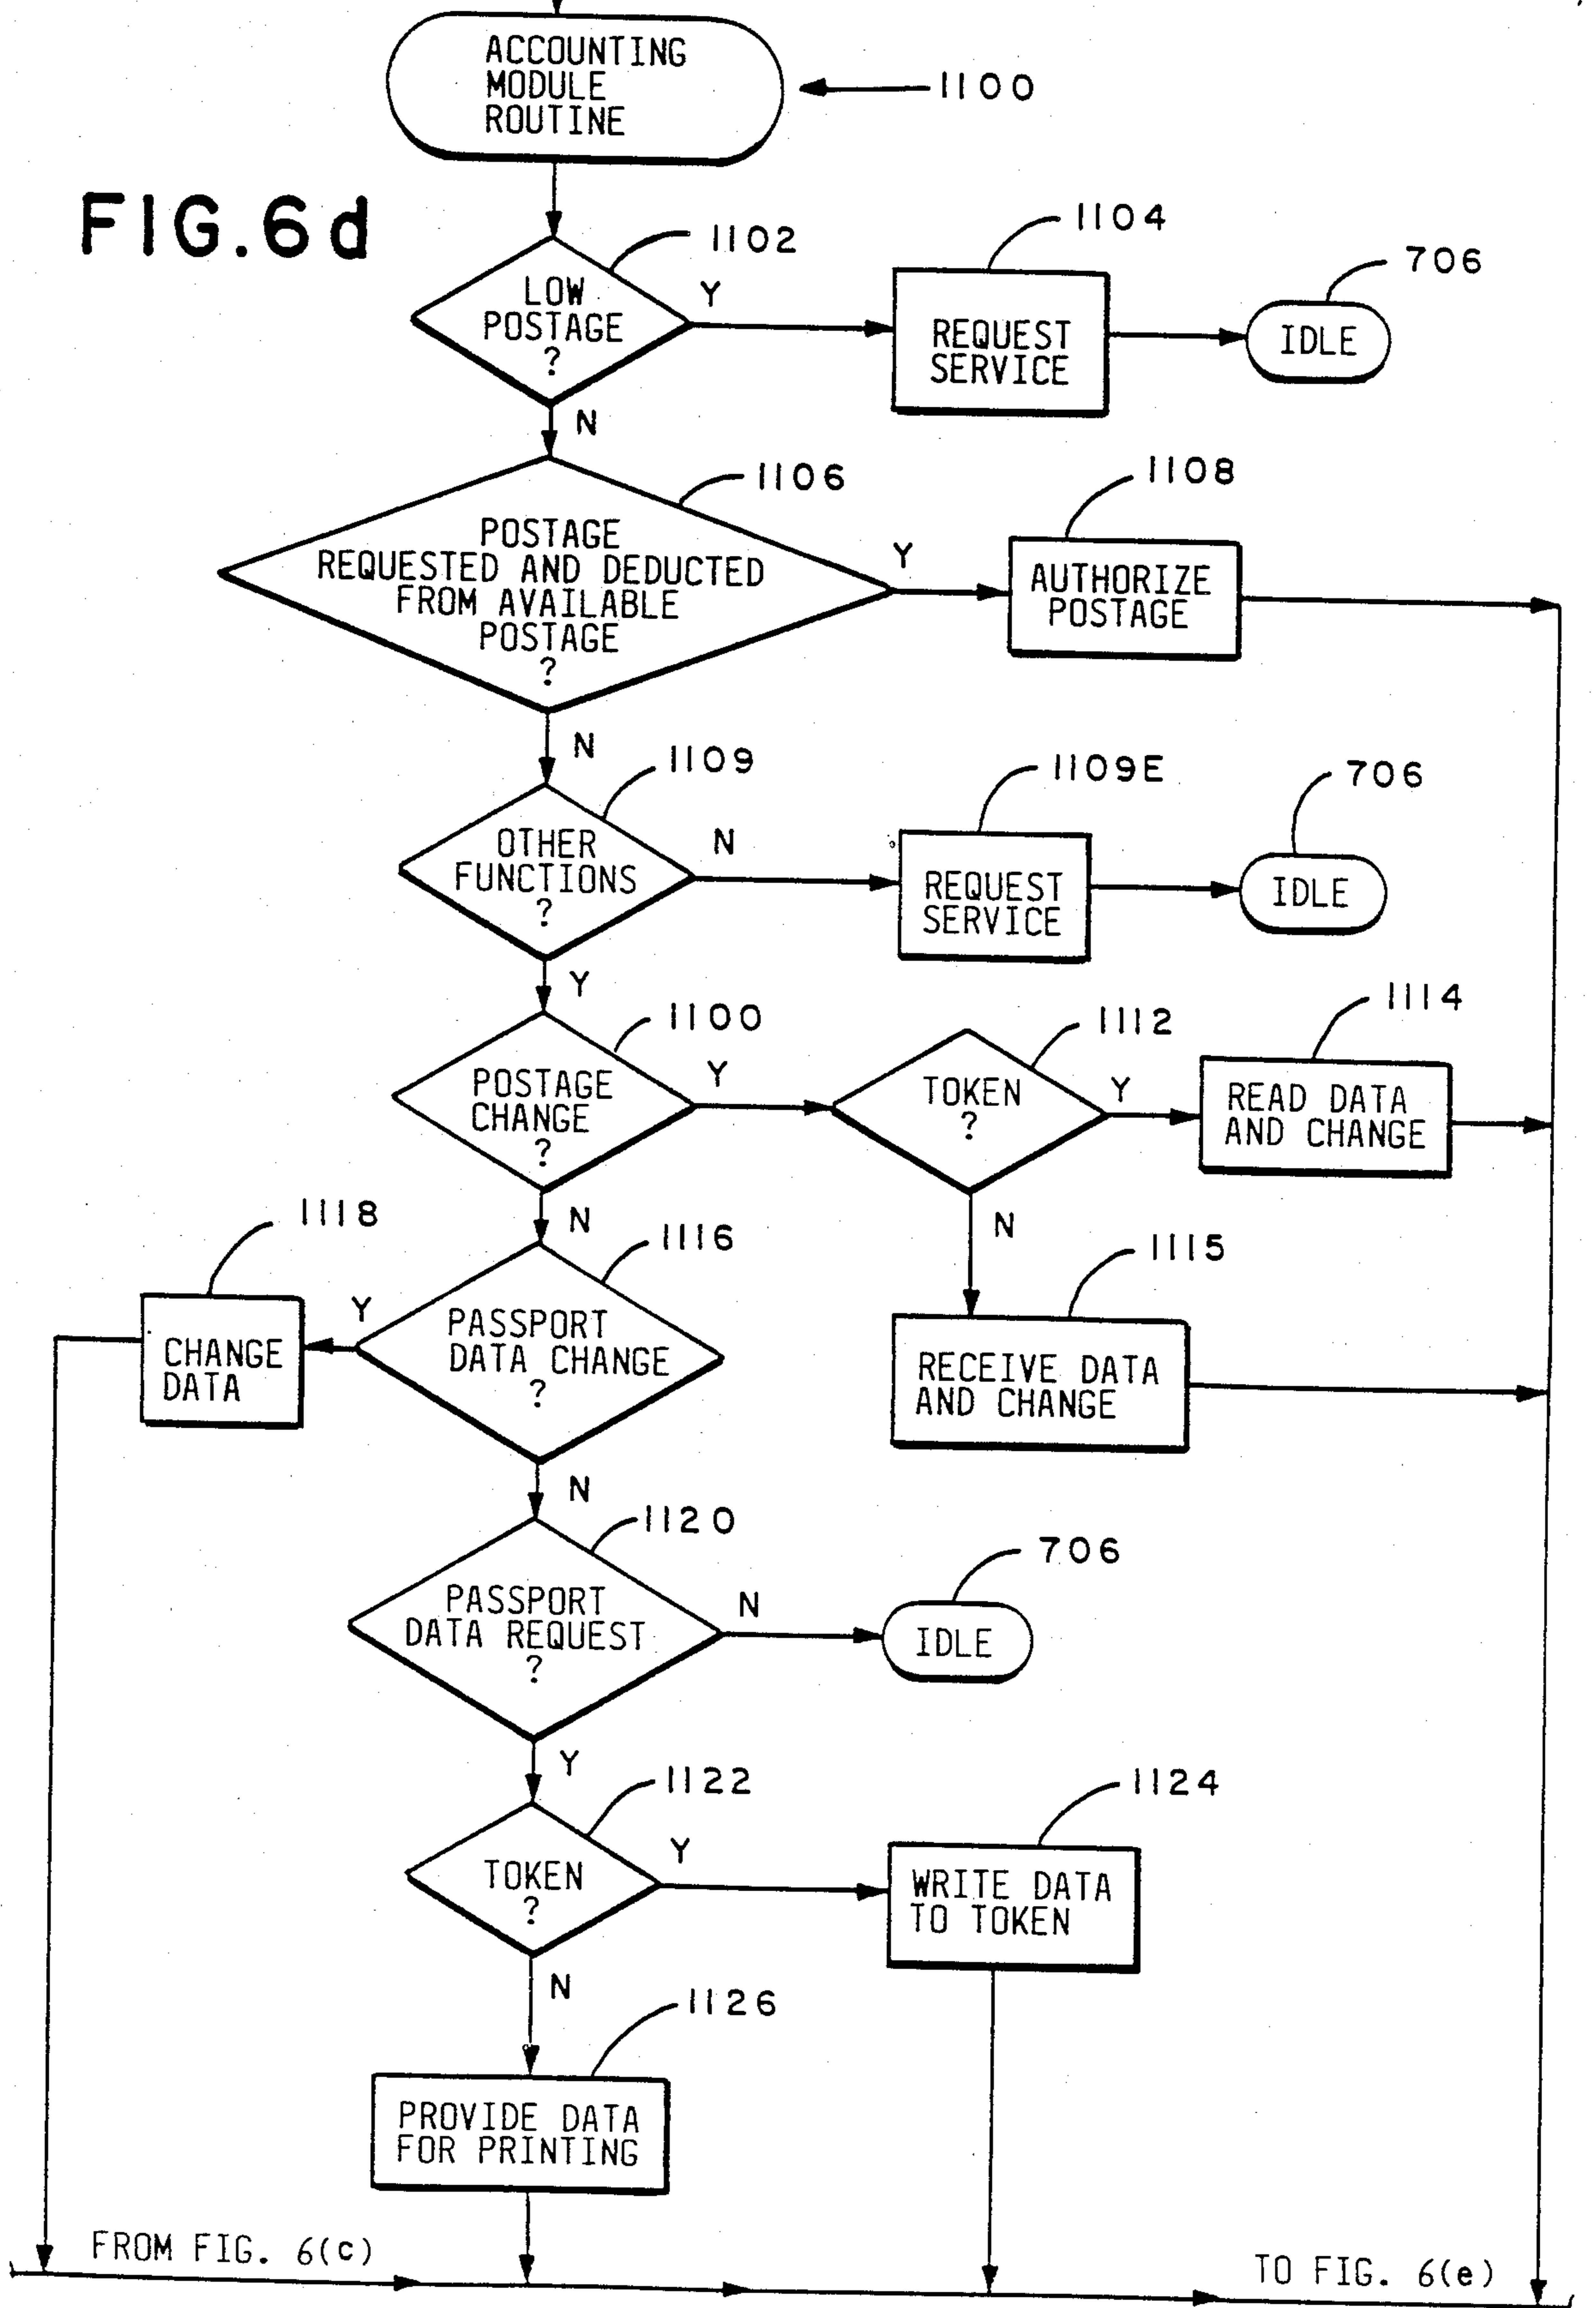 ACCOUNTING
MODULE
ROUTINE
1100
FIG.6d
1102
1104
706
LOW
POSTAGE
?
Y
REQUEST
SERVICE
IDLE
N
1106
1108
POSTAGE
REQUESTED AND DEDUCTED
FROM AVAILABLE
POSTAGE
?
Y
AUTHORIZE
POSTAGE
N
1109
1109E
706
OTHER
FUNCTIONS
?
N
REQUEST
SERVICE
IDLE
Y
1100
1112
1114
POSTAGE
CHANGE
?
Y
TOKEN
?
Y
READ DATA
AND CHANGE
N
N
1118
1116
1115
Y
CHANGE
DATA
PASSPORT
DATA CHANGE
?
RECEIVE DATA
AND CHANGE
N
1120
706
PASSPORT
DATA REQUEST
?
N
IDLE
Y
1122
1124
TOKEN
?
Y
WRITE DATA
TO TOKEN
N
1126
PROVIDE DATA
FOR PRINTING
FROM FIG. 6(c)
TO FIG. 6(e)